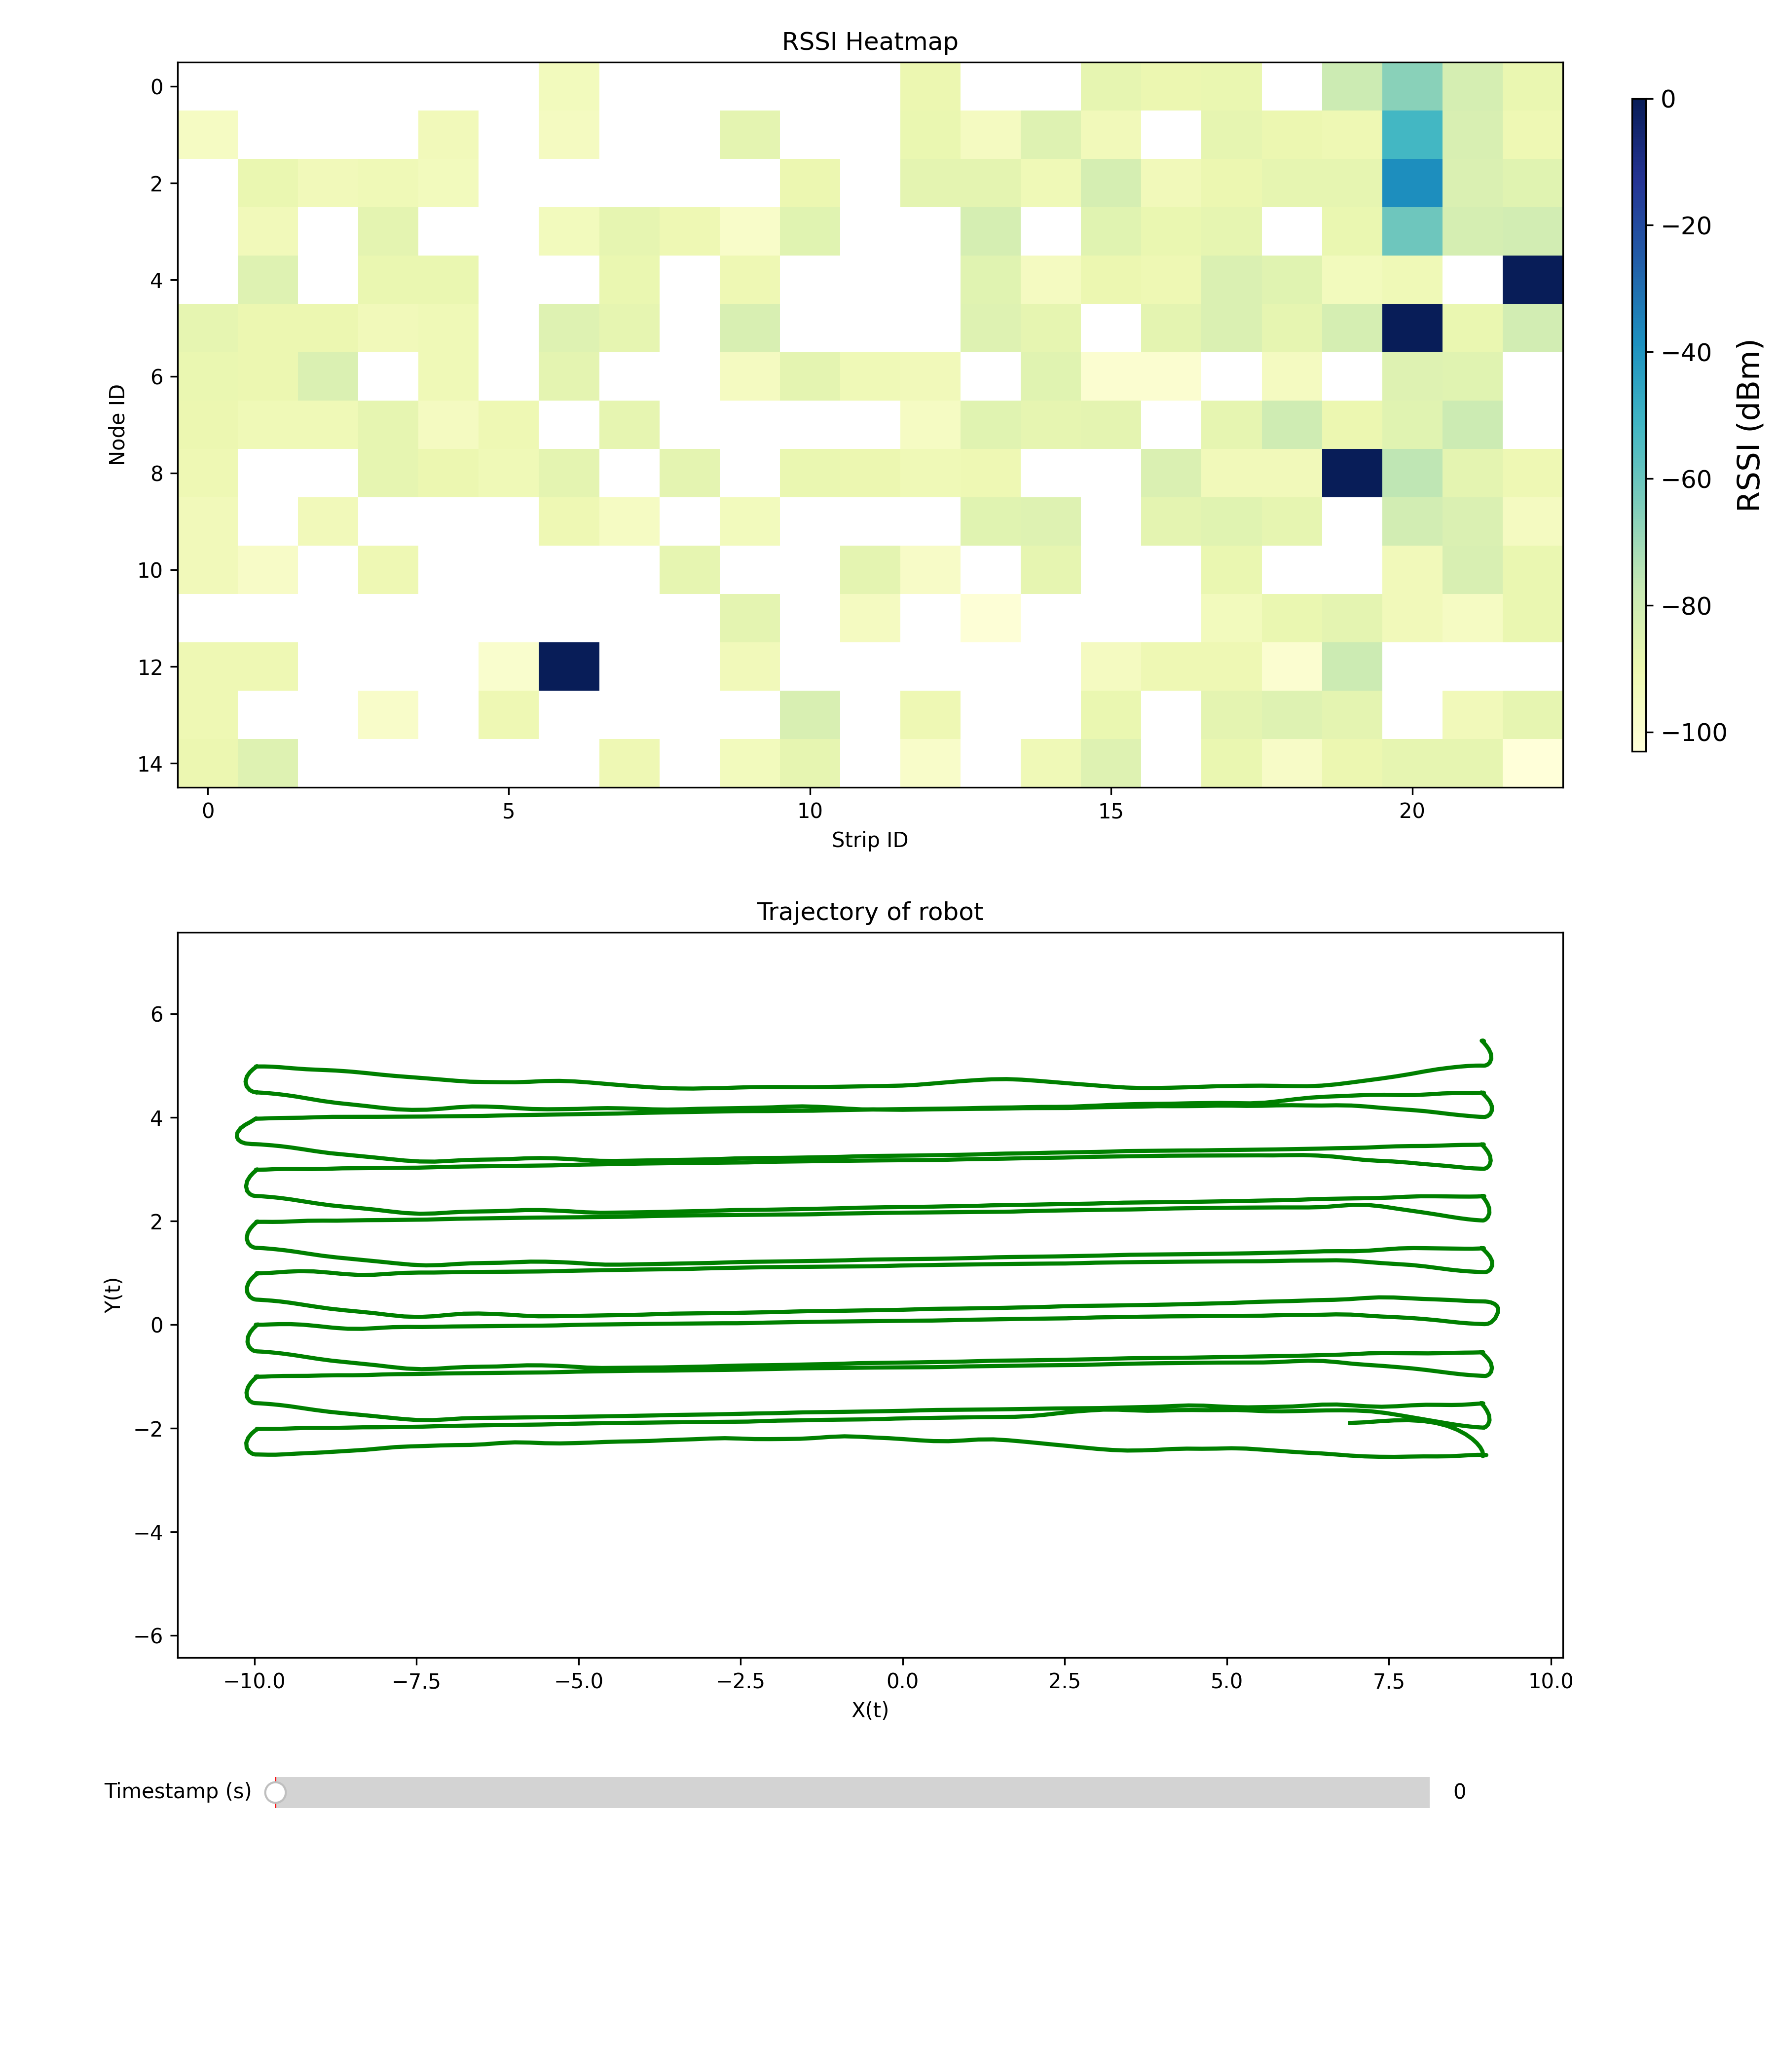 RSSI Heatmap
0
2
4
6
8
10
12
14
Node ID
0 5 10 15 20
Strip ID
0
−20
−40
−60
−80
−100
RSSI (dBm)
Trajectory of robot
6
4
2
0
−2
−4
−6
Y(t)
−10.0 −7.5 −5.0 −2.5 0.0 2.5 5.0 7.5 10.0
X(t)
Timestamp (s) 0